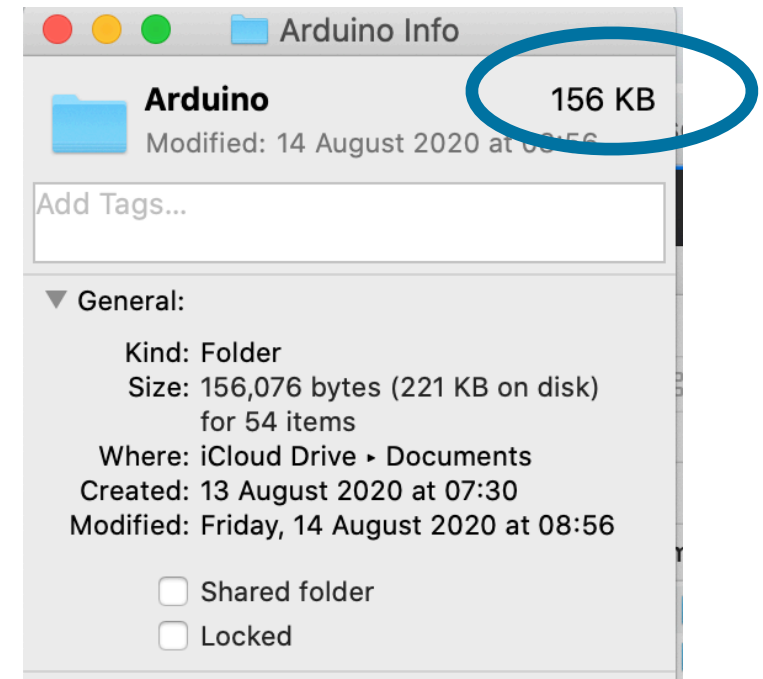 Arduino Info
Arduino 156 KB
Modified: 14 August 2020 at 08:56
Add Tags...
General:
Kind: Folder
Size: 156,076 bytes (221 KB on disk)
for 54 items
Where: iCloud Drive ▸ Documents
Created: 13 August 2020 at 07:30
Modified: Friday, 14 August 2020 at 08:56
Shared folder
Locked